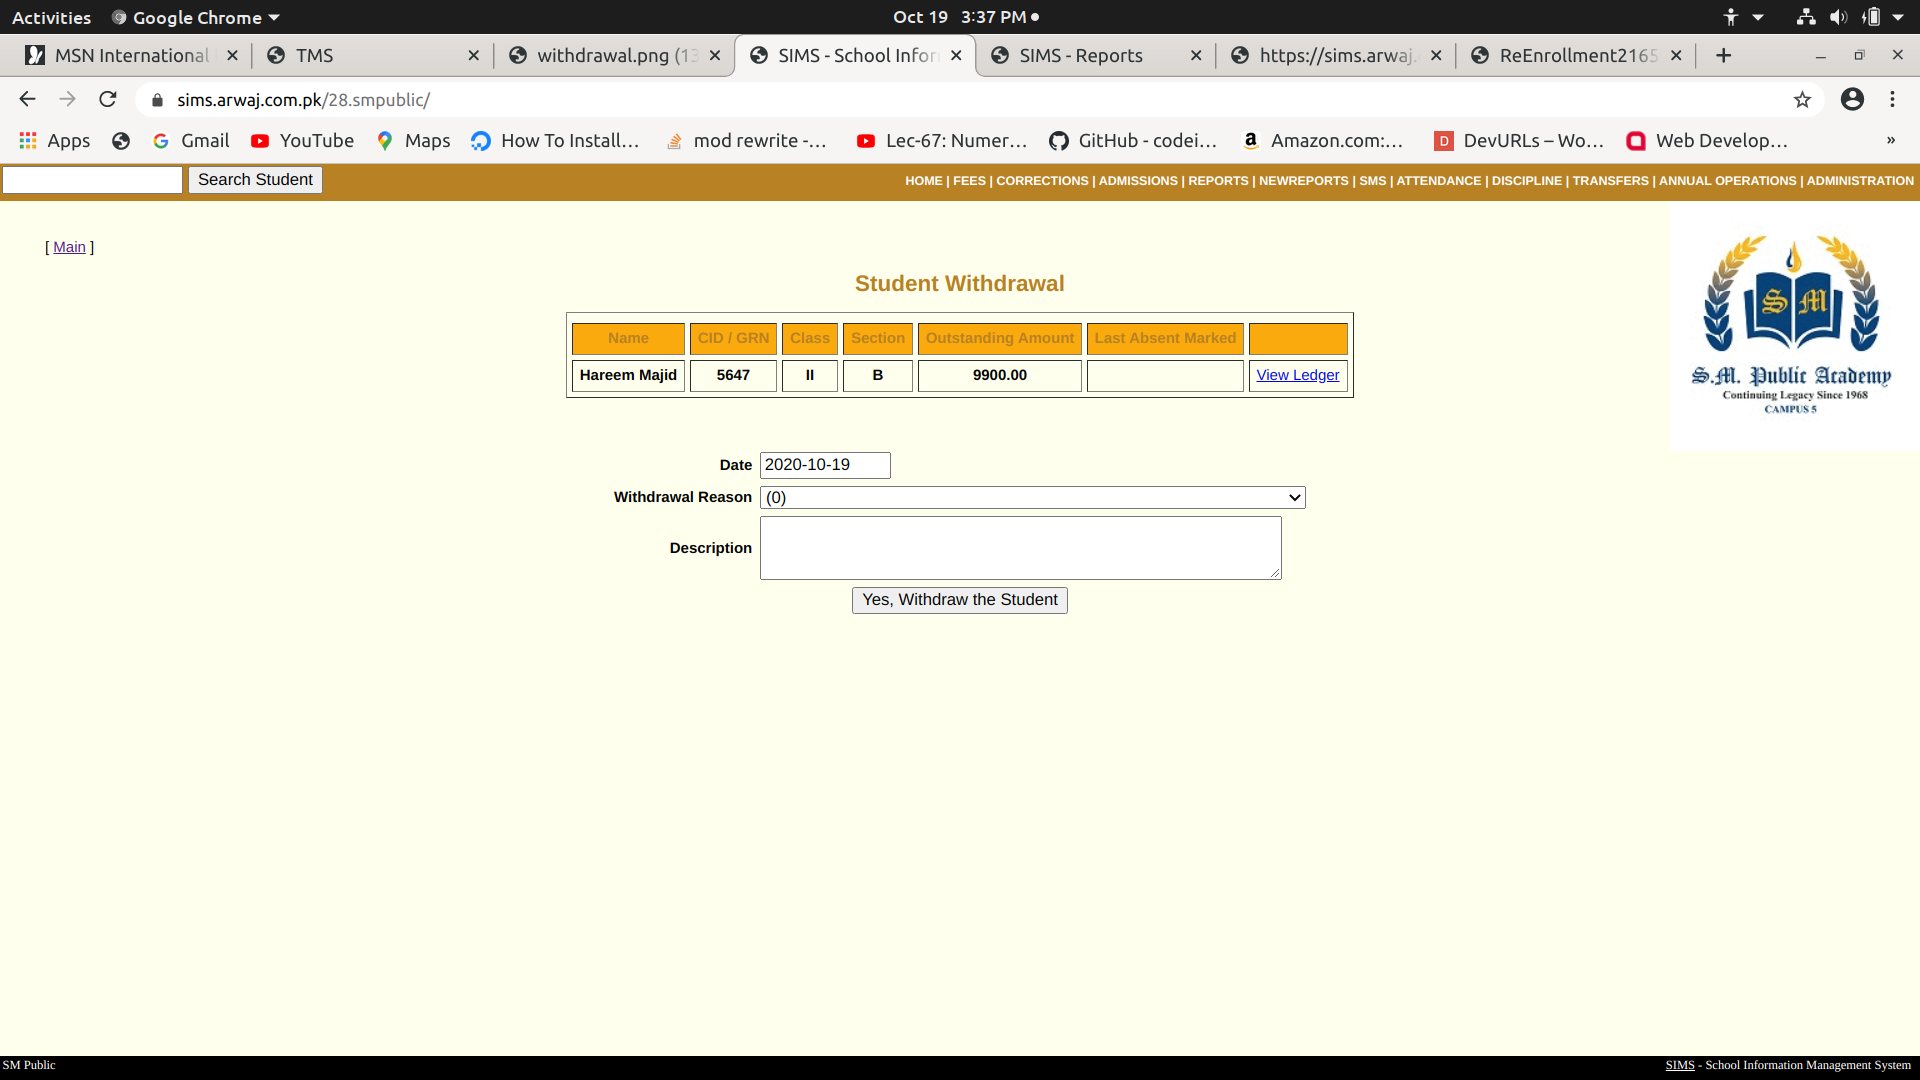 Activities Google Chrome Oct 19 3:37 PM
MSN International TMS withdrawal.png (13 SIMS - School Infor SIMS - Reports https://sims.arwaj. ReEnrollment2165
sims.arwaj.com.pk/28.smpublic/
Apps Gmail YouTube Maps How To Install... mod rewrite -... Lec-67: Numer... GitHub - codei... Amazon.com:... DevURLs – Wo... Web Develop... »
Search Student HOME | FEES | CORRECTIONS | ADMISSIONS | REPORTS | NEWREPORTS | SMS | ATTENDANCE | DISCIPLINE | TRANSFERS | ANNUAL OPERATIONS | ADMINISTRATION
[ Main ]
Student Withdrawal
Name CID / GRN Class Section Outstanding Amount Last Absent Marked
Hareem Majid 5647 II B 9900.00 View Ledger
S M
S.M. Public Academy
Continuing Legacy Since 1968
CAMPUS 5
Date 2020-10-19
Withdrawal Reason (0)
Description
Yes, Withdraw the Student
SM Public SIMS - School Information Management System